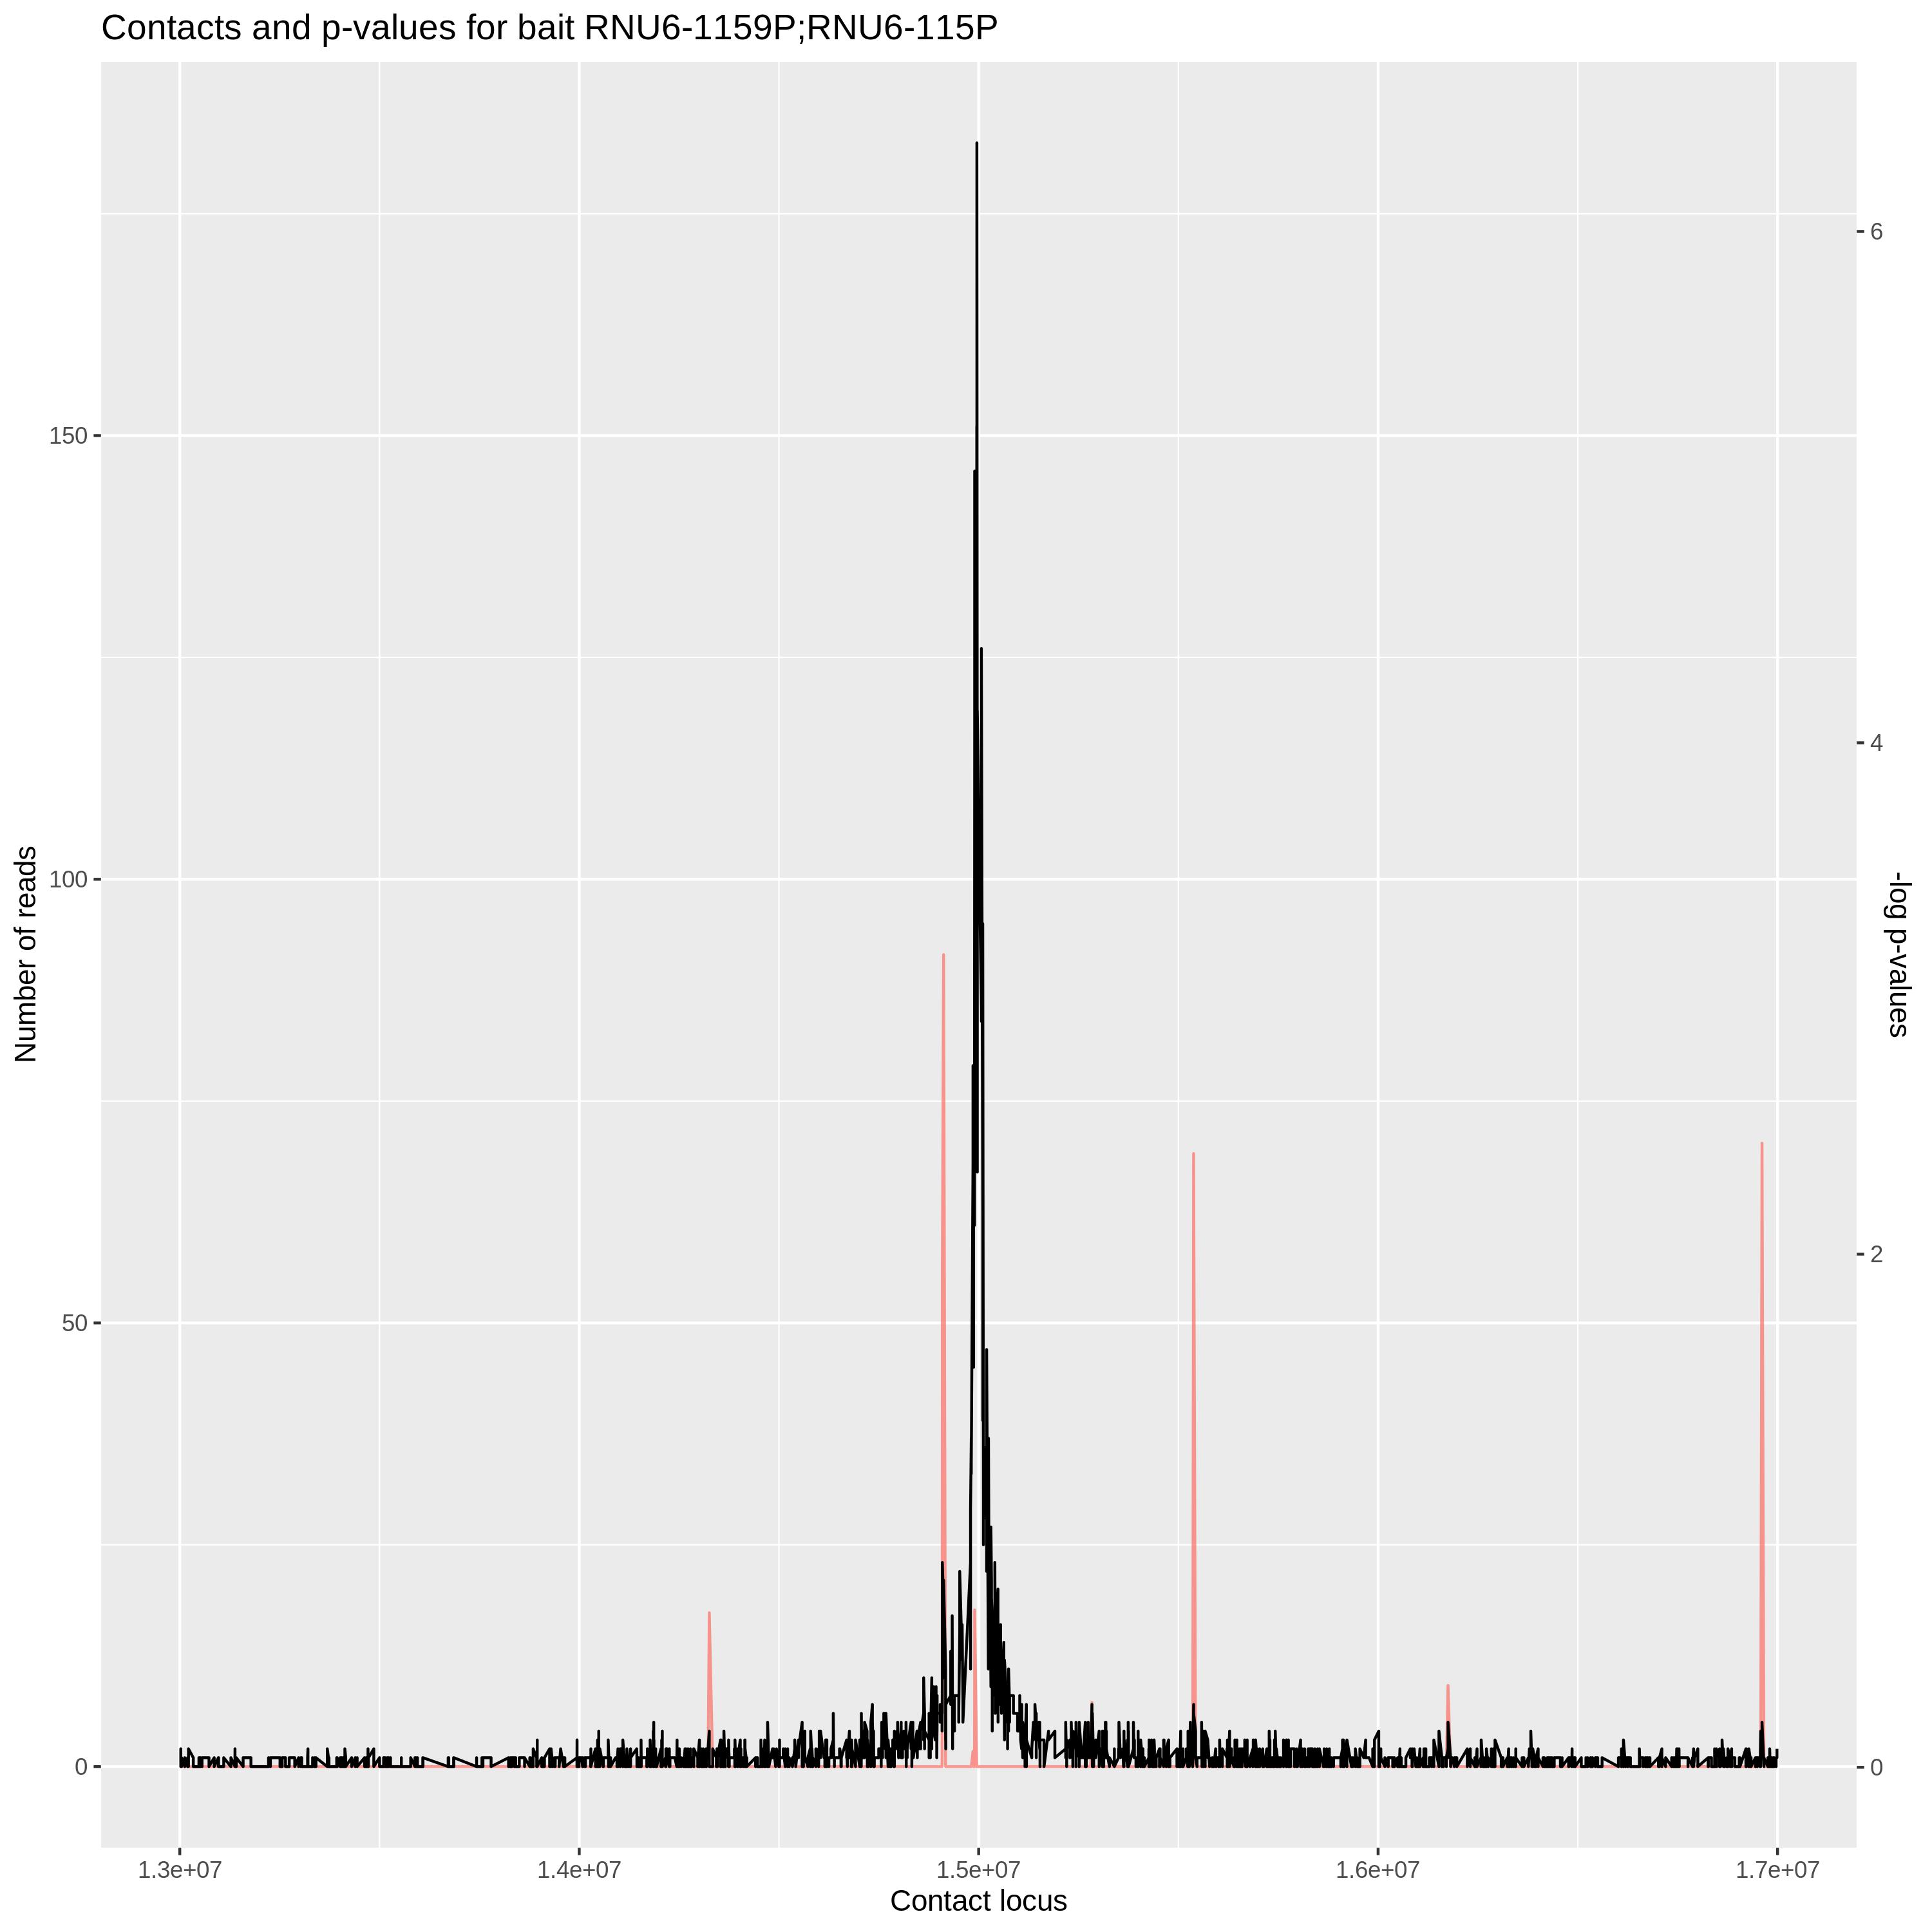 Contacts and p-values for bait RNU6-1159P;RNU6-115P
Number of reads
150
100
50
0
6
4
2
0
-log p-values
1.3e+07 1.4e+07 1.5e+07 1.6e+07 1.7e+07
Contact locus